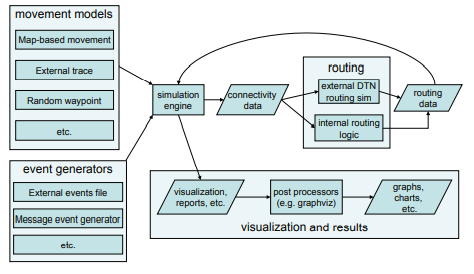 movement models
Map-based movement
External trace
Random waypoint
etc.
event generators
External events file
Message event generator
etc.
simulation
engine
connectivity
data
routing
external DTN
routing sim
internal routing
logic
routing
data
visualization,
reports, etc.
post processors
(e.g. graphviz)
graphs,
charts,
etc.
visualization and results